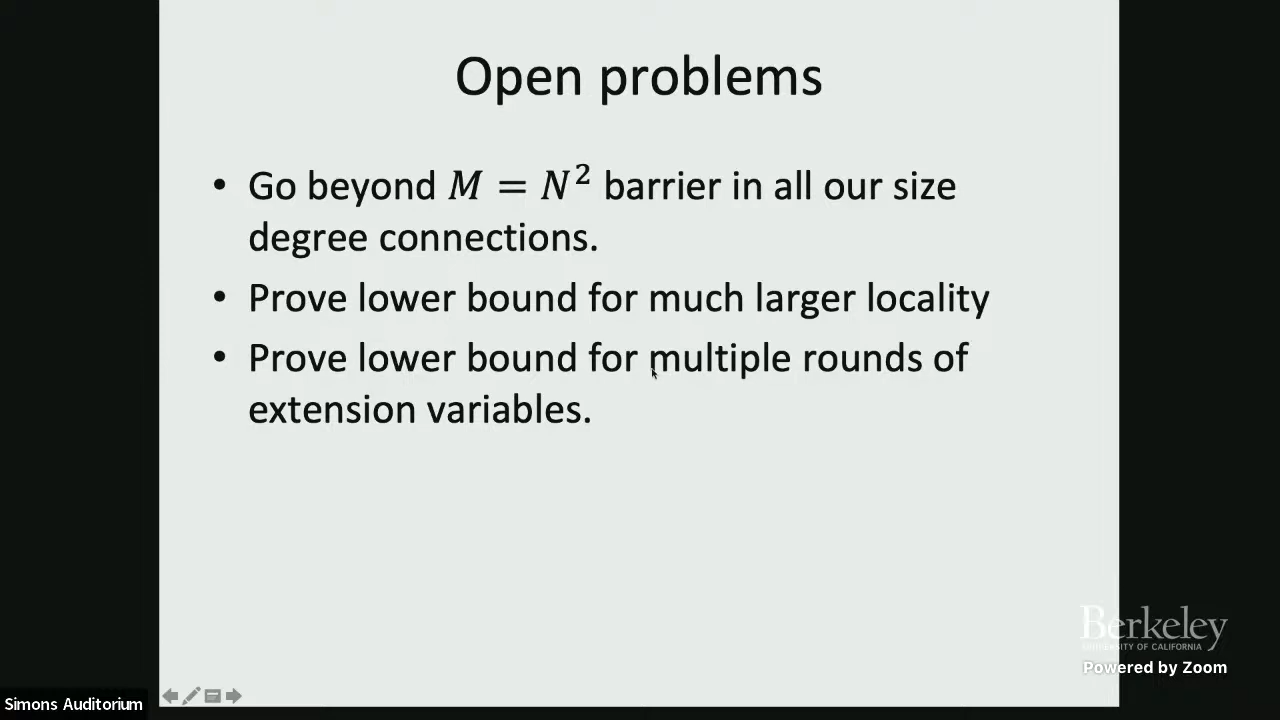 Open problems
• Go beyond M = N² barrier in all our size
degree connections.
• Prove lower bound for much larger locality
• Prove lower bound for multiple rounds of
extension variables.
Berkeley
UNIVERSITY OF CALIFORNIA
Powered by Zoom
Simons Auditorium